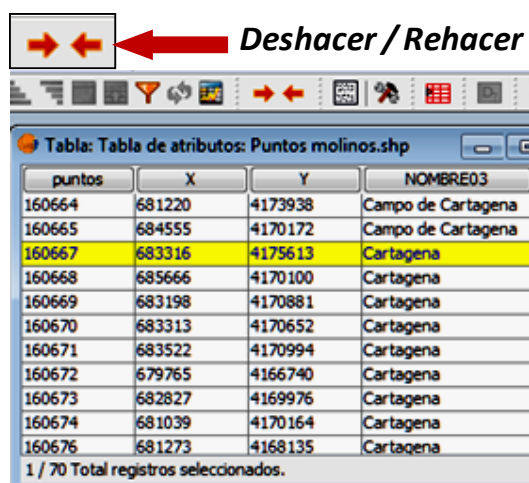 Deshacer / Rehacer
Tabla: Tabla de atributos: Puntos molinos.shp
puntos X Y NOMBRE03
160664 681220 4173938 Campo de Cartagena
160665 684555 4170172 Campo de Cartagena
160667 683316 4175613 Cartagena
160668 685666 4170100 Cartagena
160669 683198 4170881 Cartagena
160670 683313 4170652 Cartagena
160671 683522 4170994 Cartagena
160672 679765 4166740 Cartagena
160673 682827 4169976 Cartagena
160674 681039 4170164 Cartagena
160676 681273 4168135 Cartagena
1 / 70 Total registros seleccionados.